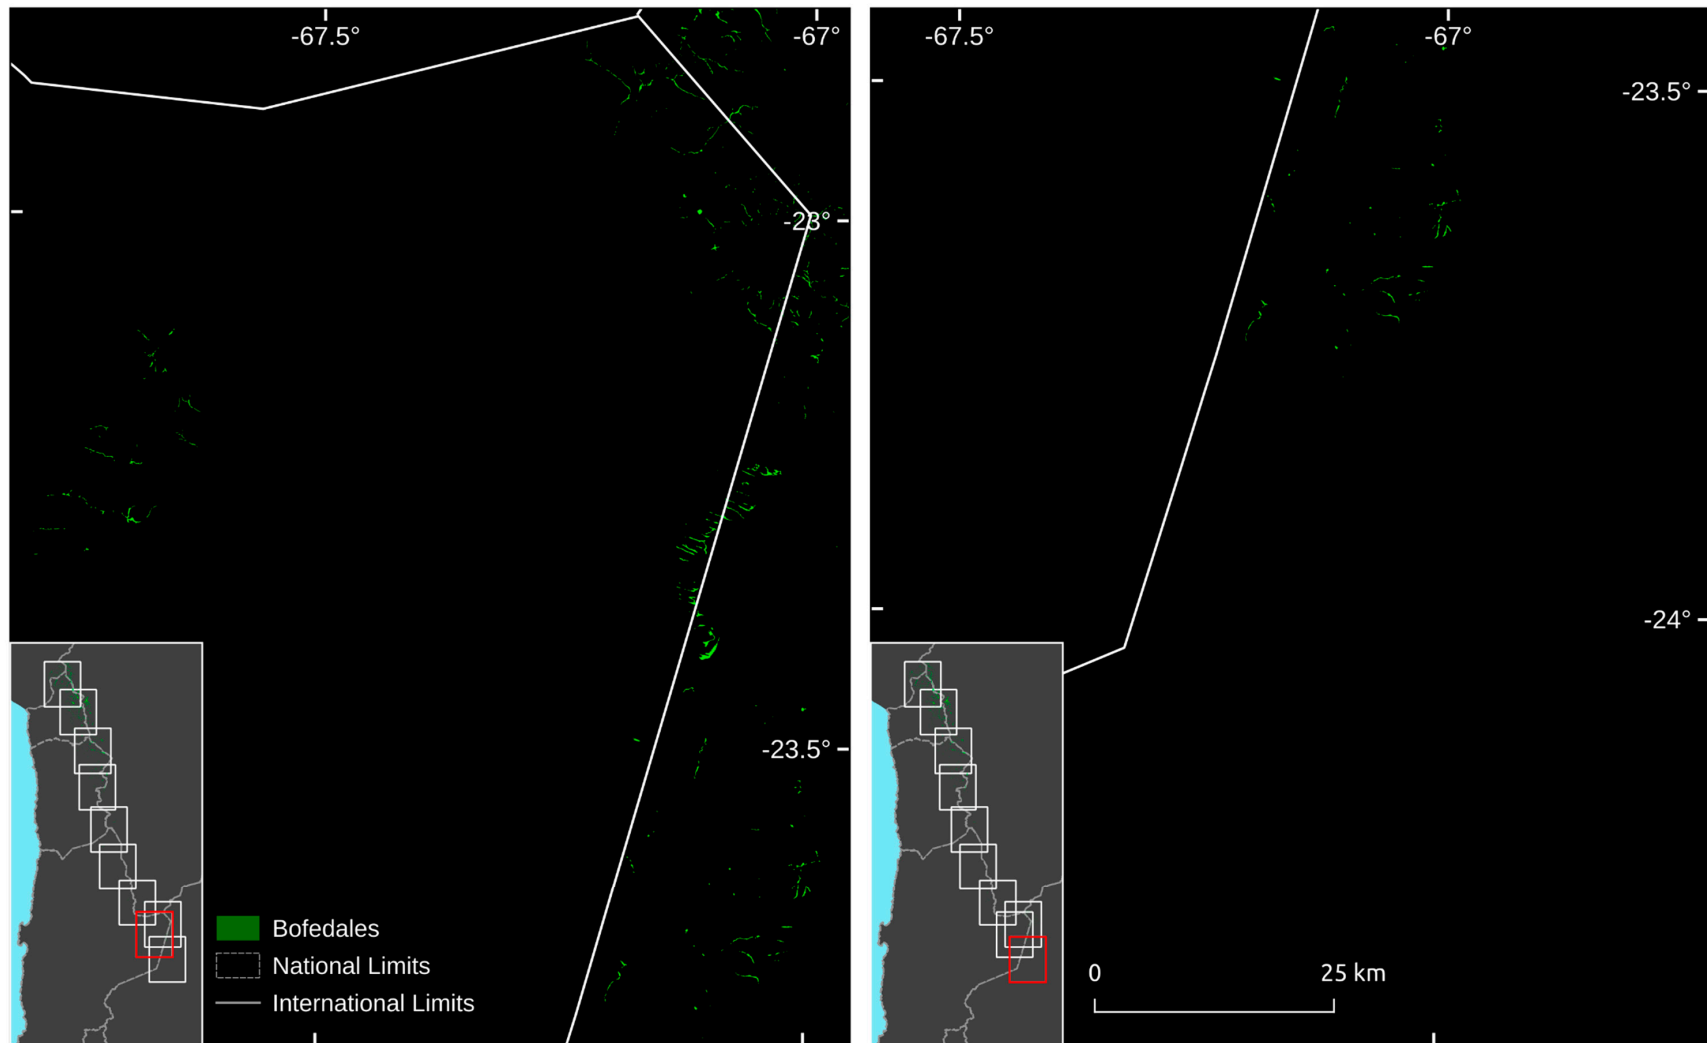 -67.5° -67°
-23°
-23.5°
Bofedales
National Limits
International Limits
-67.5° -67°
-23.5°
-24°
0 25 km